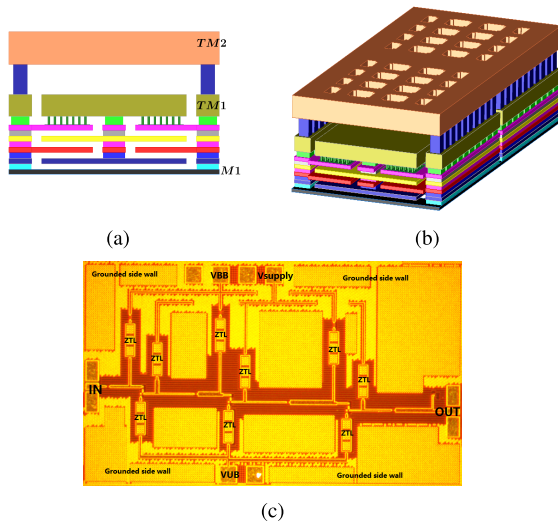 TM2
TM1
M1
(a)
(b)
Grounded side wall
VBB
Vsupply
Grounded side wall
ZTL
ZTL
ZTL
ZTL
ZTL
ZTL
IN
OUT
ZTL
ZTL
ZTL
Grounded side wall
VUB
Grounded side wall
(c)